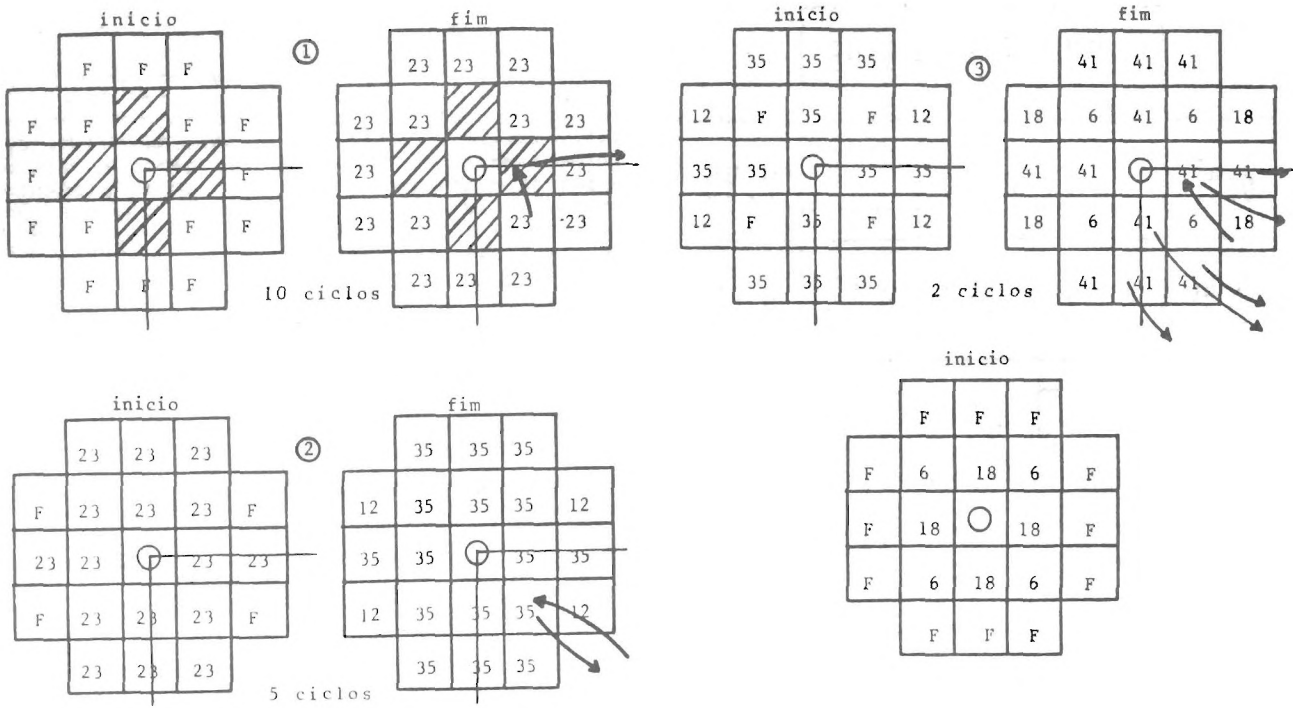 inicio
①
F F F
F F F F
F F
F F F F
F F F
10 ciclos
fim
23 23 23
23 23 23 23
23 23
23 23 23 23
23 23 23
inicio
③
35 35 35
12 F 35 F 12
35 35 35 35
12 F 35 F 12
35 35 35
2 ciclos
fim
41 41 41
18 6 41 6 18
41 41 41 41
18 6 41 6 18
41 41 41
inicio
②
23 23 23
F 23 23 23 F
23 23 23 23
F 23 23 23 F
23 23 23
5 ciclos
fim
35 35 35
12 35 35 35 12
35 35 35 35
12 35 35 35 12
35 35 35
inicio
F F F
F 6 18 6 F
F 18 18 F
F 6 18 6 F
F F F